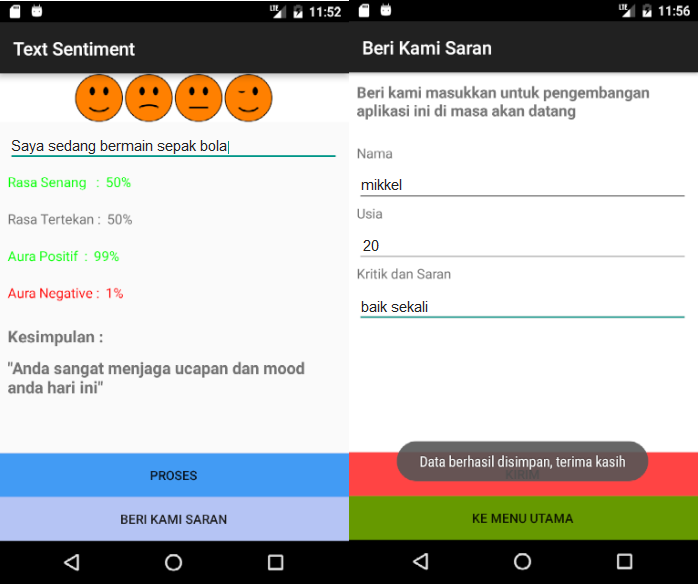 LTE 11:52
Text Sentiment
Saya sedang bermain sepak bola
Rasa Senang : 50%
Rasa Tertekan : 50%
Aura Positif : 99%
Aura Negative : 1%
Kesimpulan :
"Anda sangat menjaga ucapan dan mood
anda hari ini"
PROSES
BERI KAMI SARAN
LTE 11:56
Beri Kami Saran
Beri kami masukkan untuk pengembangan
aplikasi ini di masa akan datang
Nama
mikkel
Usia
20
Kritik dan Saran
baik sekali
Data berhasil disimpan, terima kasih
KIRIM
KE MENU UTAMA